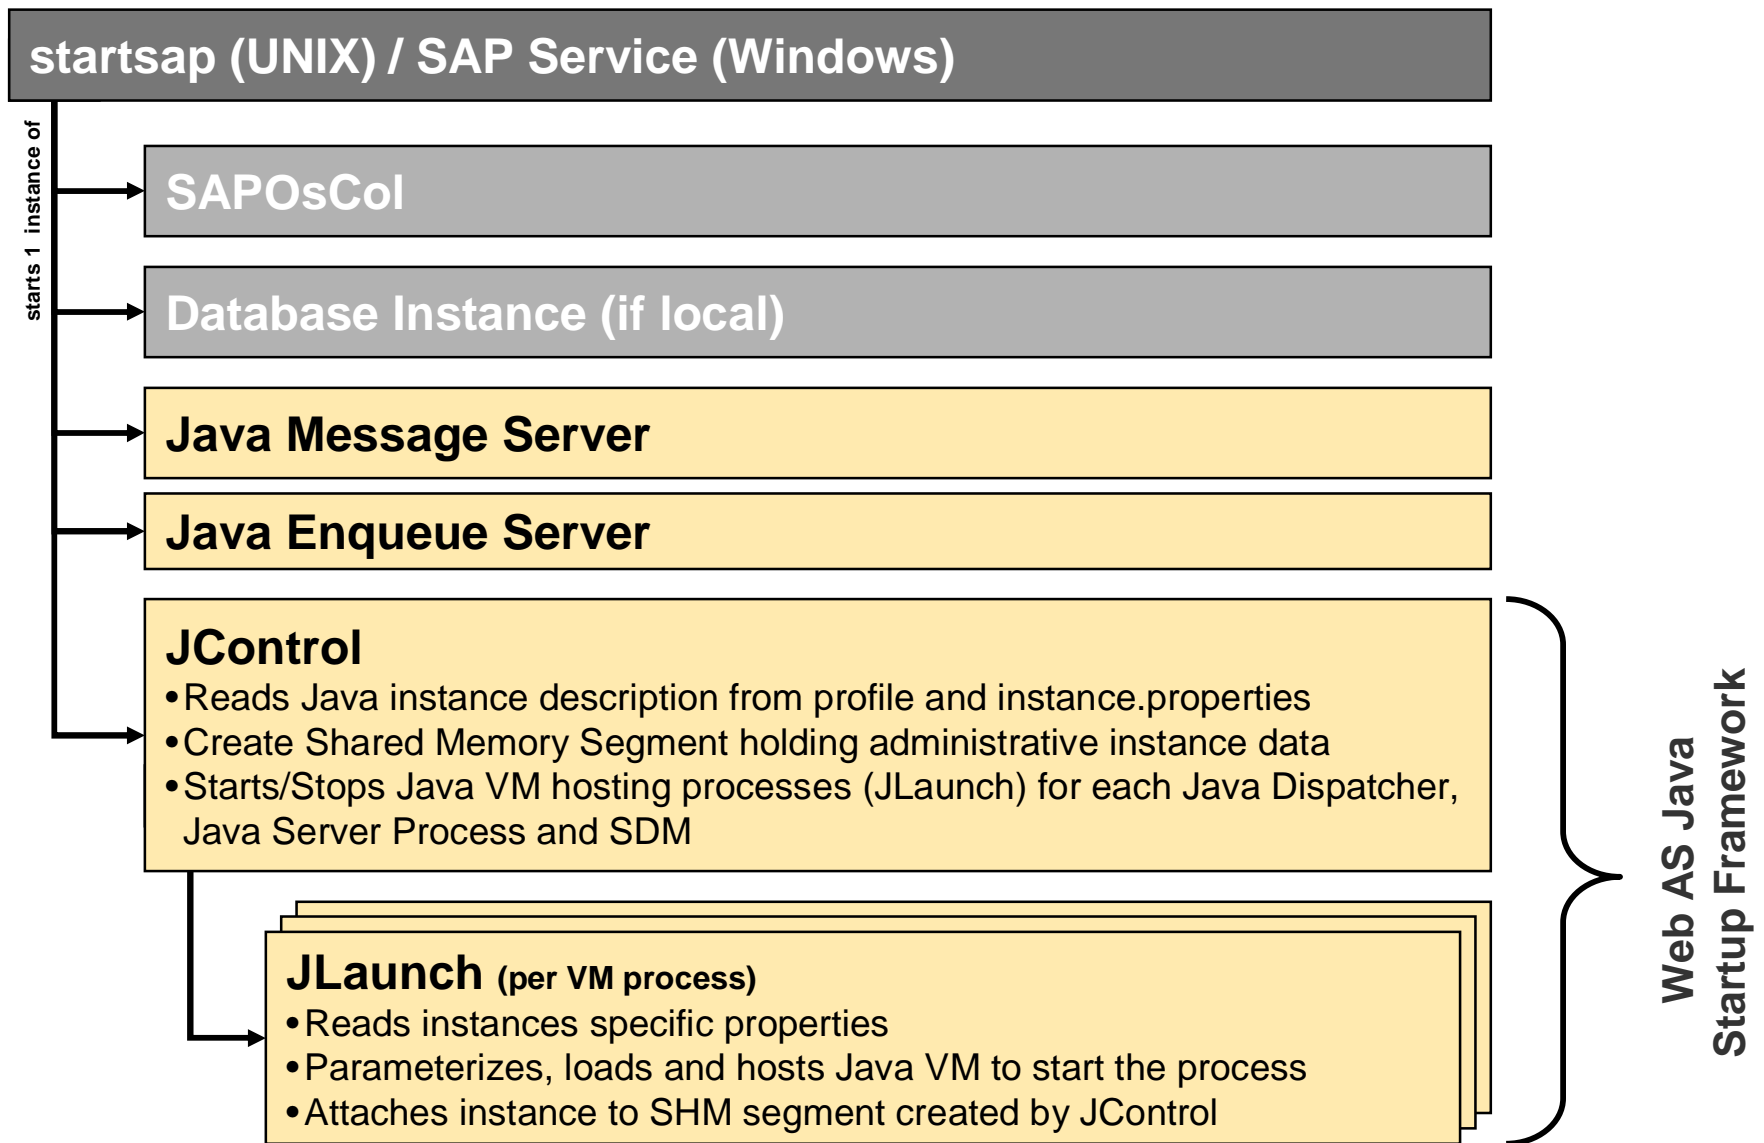 startsap (UNIX) / SAP Service (Windows)
starts 1 instance of
SAPOsCol
Database Instance (if local)
Java Message Server
Java Enqueue Server
JControl
•Reads Java instance description from profile and instance.properties
•Create Shared Memory Segment holding administrative instance data
•Starts/Stops Java VM hosting processes (JLaunch) for each Java Dispatcher,
Java Server Process and SDM
JLaunch (per VM process)
•Reads instances specific properties
•Parameterizes, loads and hosts Java VM to start the process
•Attaches instance to SHM segment created by JControl
Web AS Java
Startup Framework